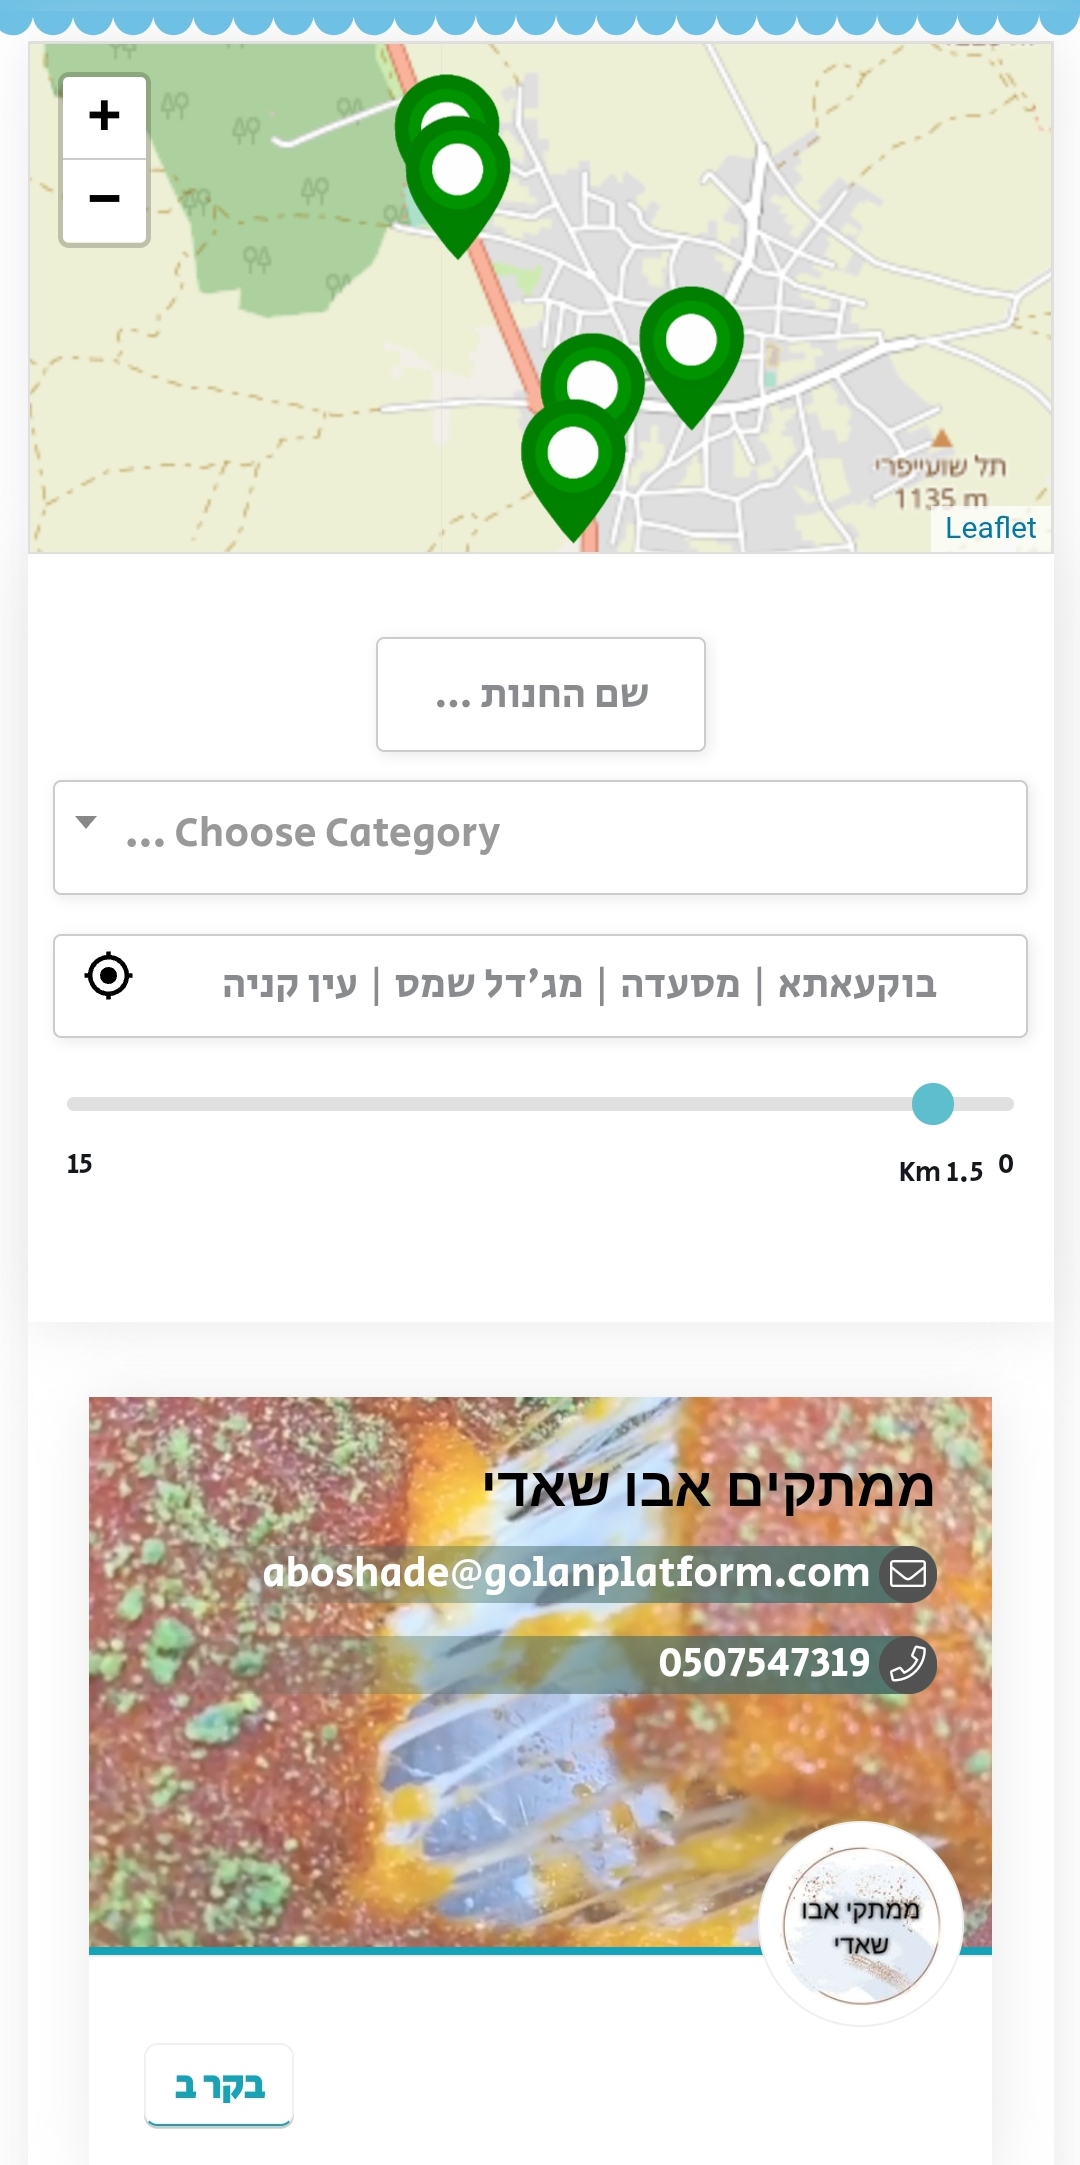 +
−
תל שועייפרי
1135 m
Leaflet
שם החנות ...
... Choose Category
בוקעאתא | מסעדה | מג'דל שמס | עין קניה
15
Km 1.5
0
ממתקים אבו שאדי
aboshade@golanplatform.com
0507547319
ממתקי אבו
שאדי
בקר ב